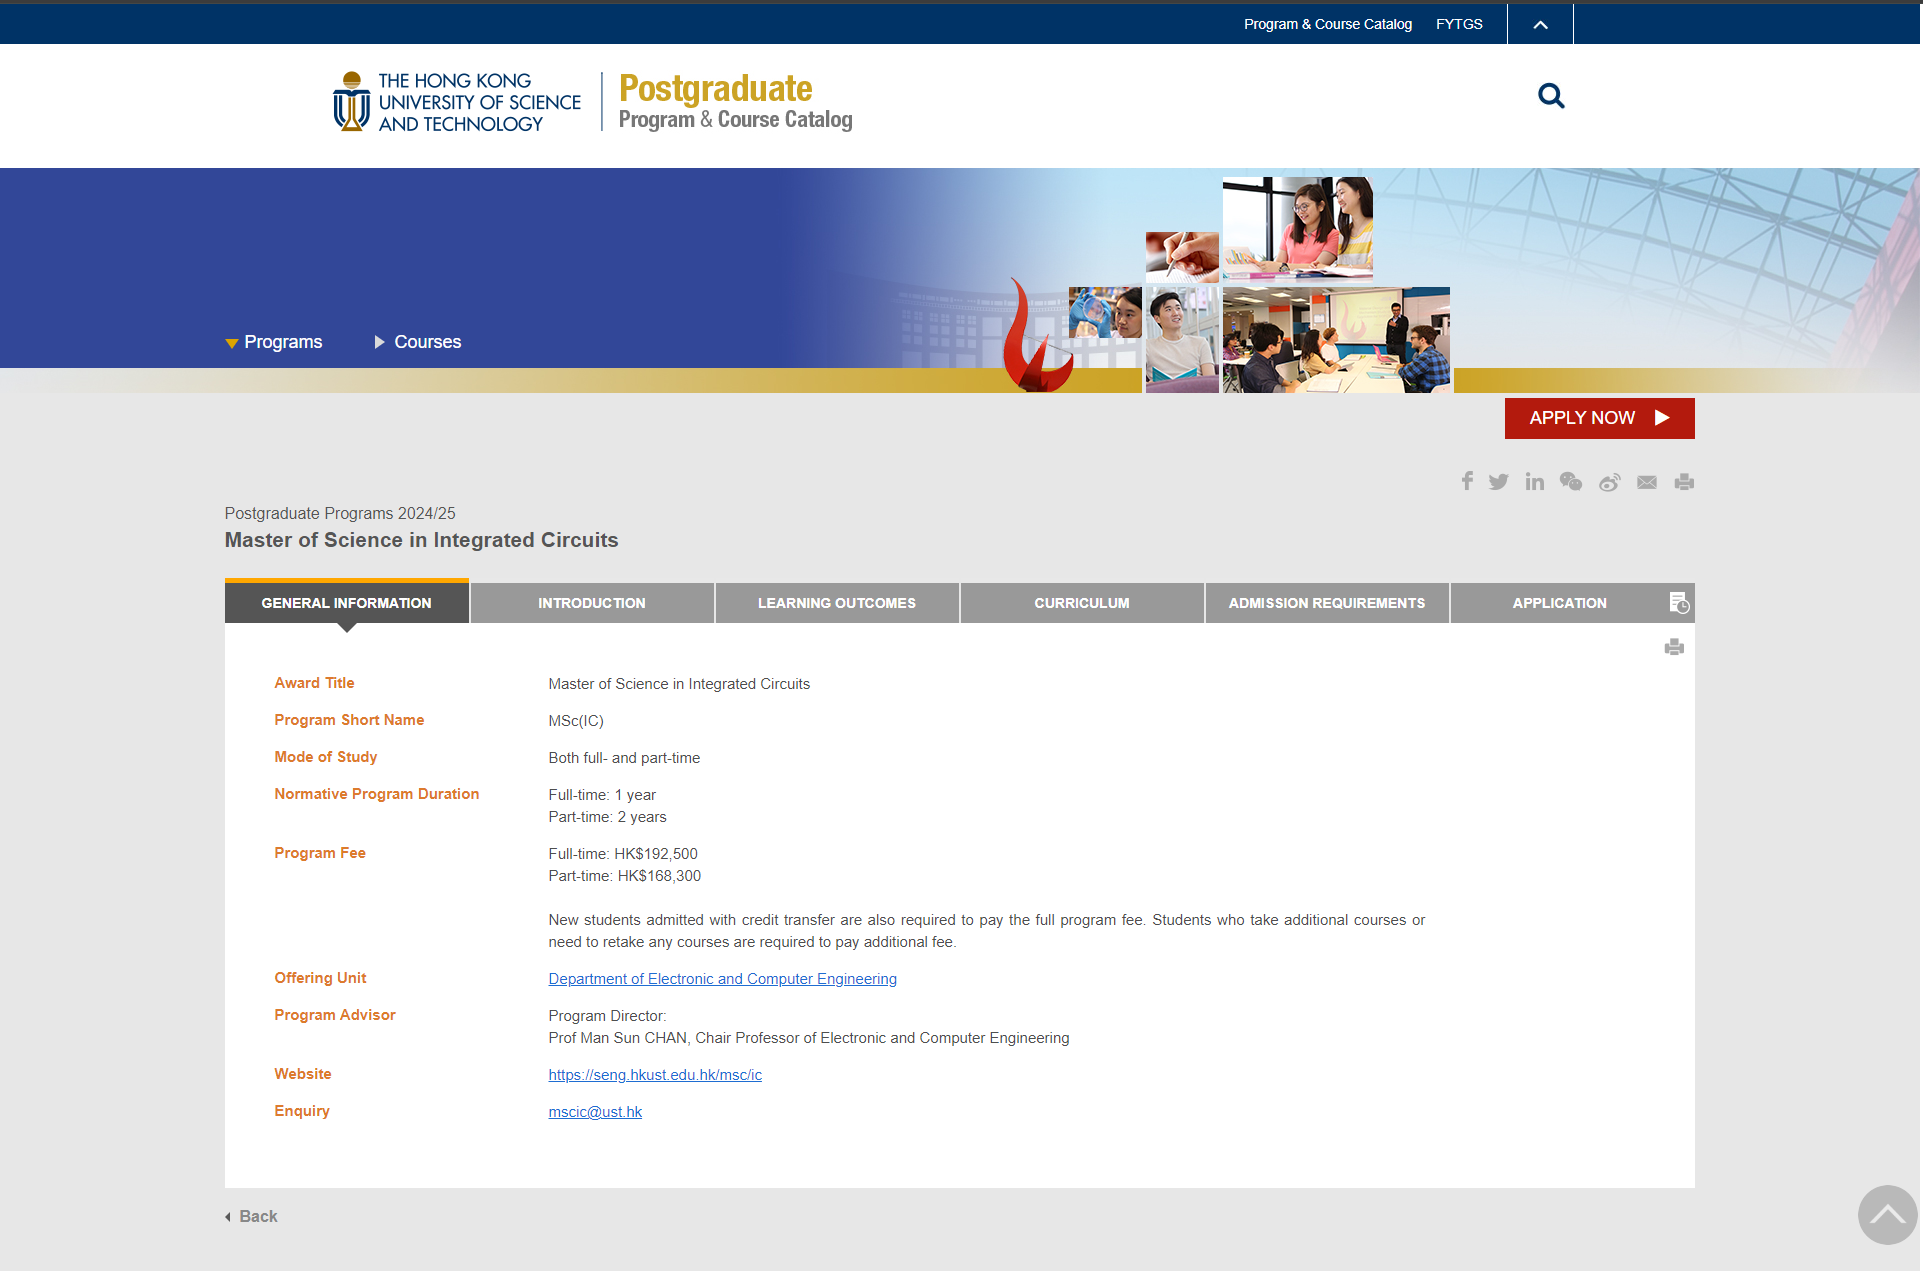 Program & Course Catalog FYTGS
THE HONG KONG
UNIVERSITY OF SCIENCE
AND TECHNOLOGY
Postgraduate
Program & Course Catalog
Programs Courses
APPLY NOW
Postgraduate Programs 2024/25
Master of Science in Integrated Circuits
GENERAL INFORMATION INTRODUCTION LEARNING OUTCOMES CURRICULUM ADMISSION REQUIREMENTS APPLICATION
Award Title Master of Science in Integrated Circuits
Program Short Name MSc(IC)
Mode of Study Both full- and part-time
Normative Program Duration Full-time: 1 year
Part-time: 2 years
Program Fee Full-time: HK$192,500
Part-time: HK$168,300
New students admitted with credit transfer are also required to pay the full program fee. Students who take additional courses or
need to retake any courses are required to pay additional fee.
Offering Unit Department of Electronic and Computer Engineering
Program Advisor Program Director:
Prof Man Sun CHAN, Chair Professor of Electronic and Computer Engineering
Website https://seng.hkust.edu.hk/msc/ic
Enquiry mscic@ust.hk
Back